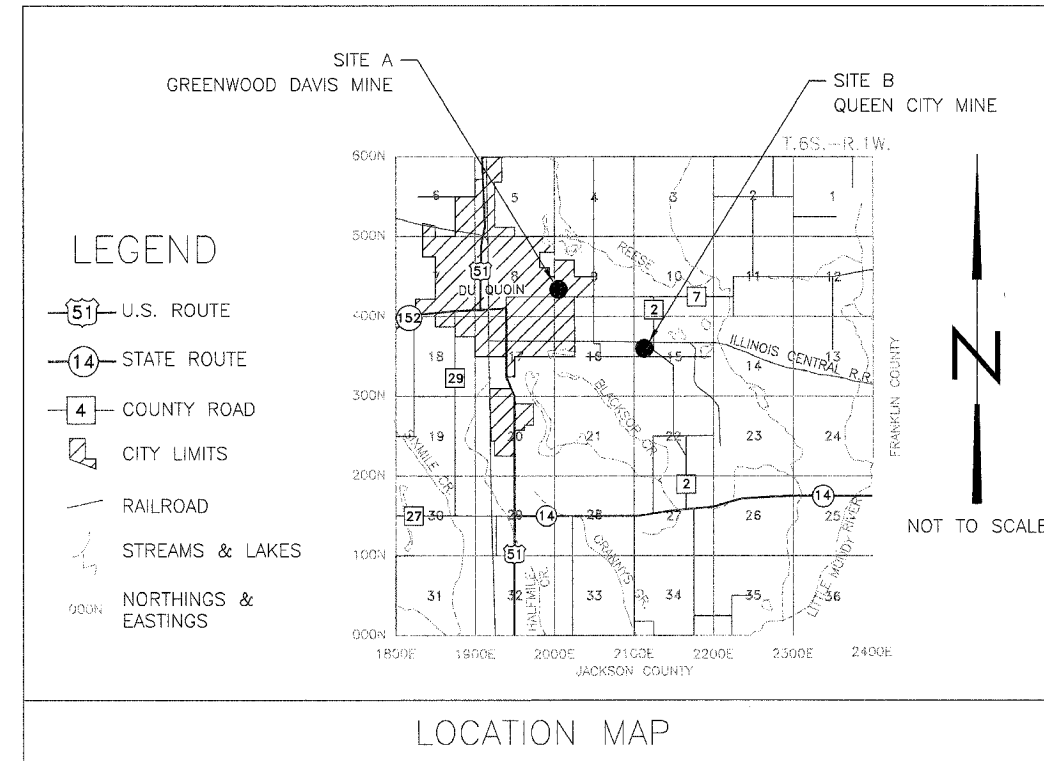 SITE A
GREENWOOD DAVIS MINE
SITE B
QUEEN CITY MINE
T.6S.-R.1W.
600N
6 5 4 3 2 1
500N
REESE
LEGEND
51 U.S. ROUTE
14 STATE ROUTE
4 COUNTY ROAD
CITY LIMITS
RAILROAD
STREAMS & LAKES
000N NORTHINGS &
EASTINGS
51
7 8 9 10 11 12
DU QUOIN
7
2
152
400N
ILLINOIS CENTRAL R.R.
18 17 16 15 14 13
29
300N
BLACKSOP CR.
19 20 21 22 23 24
SIXMILE CR.
200N
2
14
27 30 29 14 28 27 26 25
100N
51
31 32 33 34 35 36
HALFMILE CR.
GRANNYS CR.
LITTLE MUDDY RIVER
000N
1800E 1900E 2000E 2100E 2200E 2300E 2400E
JACKSON COUNTY
FRANKLIN COUNTY
N
NOT TO SCALE
LOCATION MAP